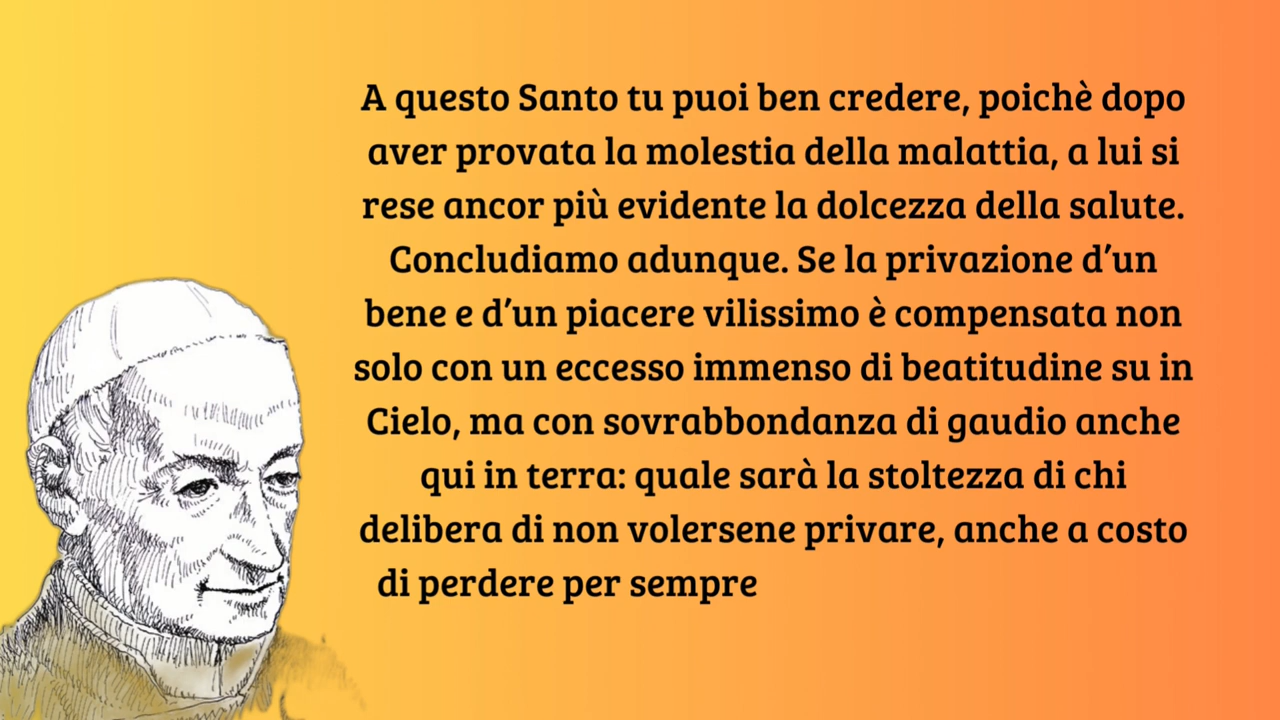 A questo Santo tu puoi ben credere, poichè dopo
aver provata la molestia della malattia, a lui si
rese ancor più evidente la dolcezza della salute.
Concludiamo adunque. Se la privazione d’un
bene e d’un piacere vilissimo è compensata non
solo con un eccesso immenso di beatitudine su in
Cielo, ma con sovrabbondanza di gaudio anche
qui in terra: quale sarà la stoltezza di chi
delibera di non volersene privare, anche a costo
di perdere per sempre